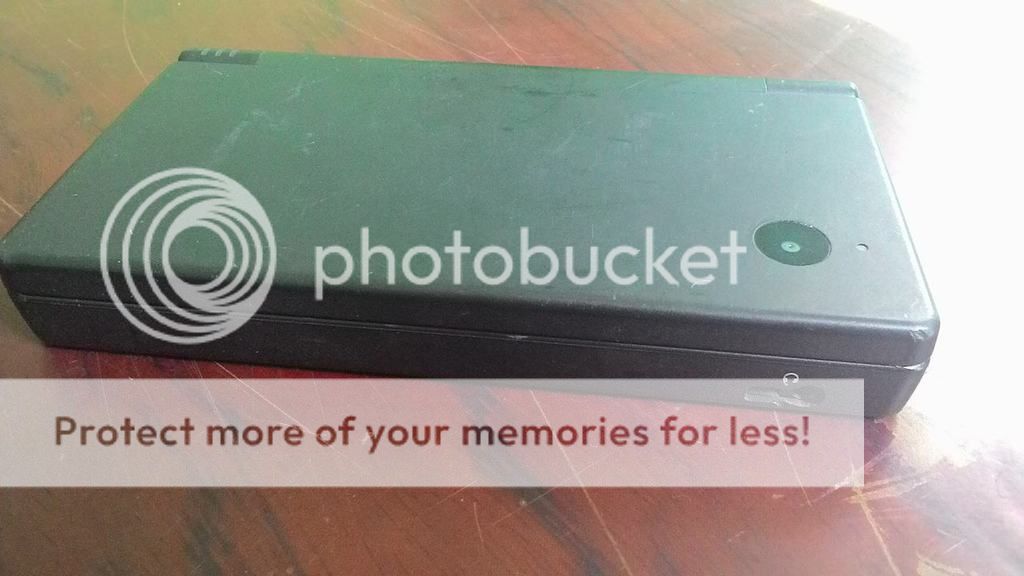 photobucket
Protect more of your memories for less!